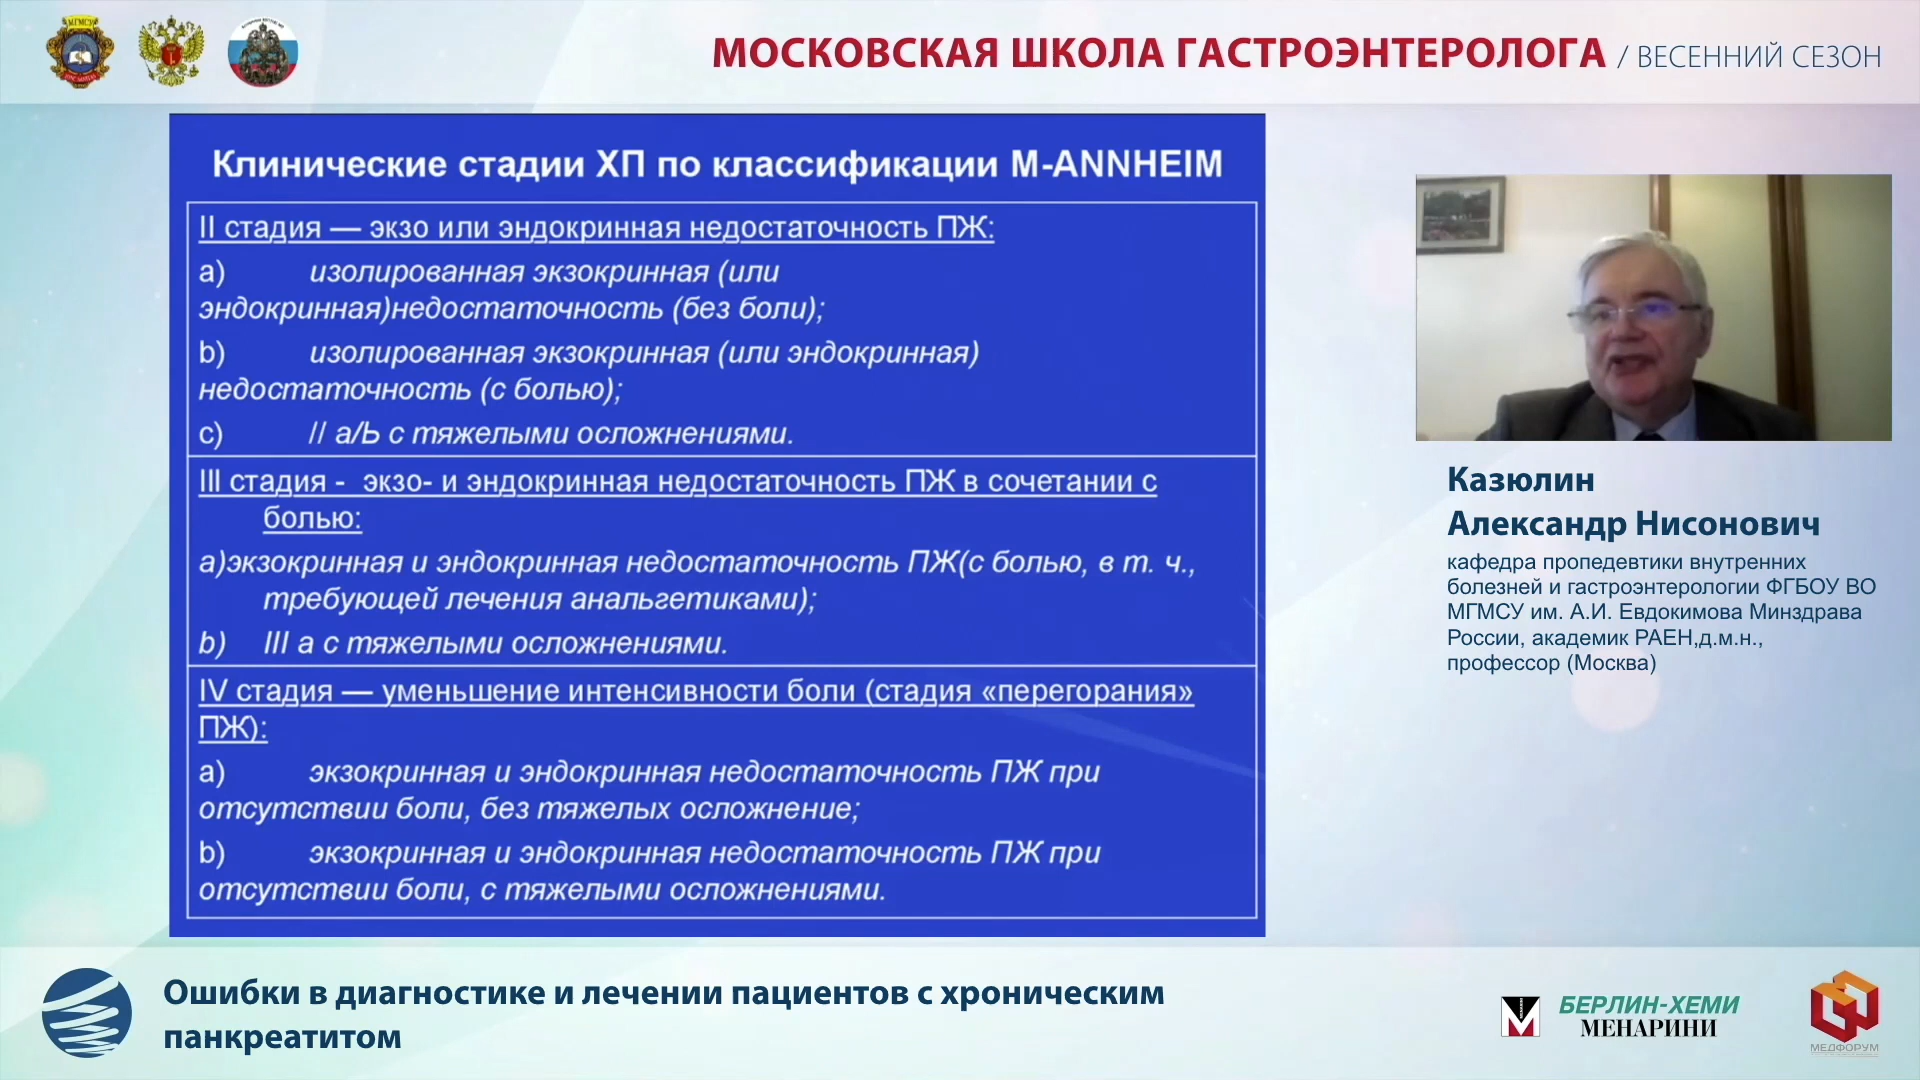 МГМСУ
МОСКОВСКАЯ ШКОЛА ГАСТРОЭНТЕРОЛОГА / ВЕСЕННИЙ СЕЗОН
Клинические стадии ХП по классификации M-ANNHEIM
II стадия — экзо или эндокринная недостаточность ПЖ:
a) изолированная экзокринная (или
эндокринная)недостаточность (без боли);
b) изолированная экзокринная (или эндокринная)
недостаточность (с болью);
c) // а/Ь с тяжелыми осложнениями.
III стадия - экзо- и эндокринная недостаточность ПЖ в сочетании с
болью:
а)экзокринная и эндокринная недостаточность ПЖ(с болью, в т. ч.,
требующей лечения анальгетиками);
b) III а с тяжелыми осложнениями.
IV стадия — уменьшение интенсивности боли (стадия «перегорания»
ПЖ):
a) экзокринная и эндокринная недостаточность ПЖ при
отсутствии боли, без тяжелых осложнение;
b) экзокринная и эндокринная недостаточность ПЖ при
отсутствии боли, с тяжелыми осложнениями.
Казюлин
Александр Нисонович
кафедра пропедевтики внутренних
болезней и гастроэнтерологии ФГБОУ ВО
МГМСУ им. А.И. Евдокимова Минздрава
России, академик РАЕН,д.м.н.,
профессор (Москва)
Ошибки в диагностике и лечении пациентов с хроническим
панкреатитом
БЕРЛИН-ХЕМИ
МЕНАРИНИ
МЕДФОРУМ